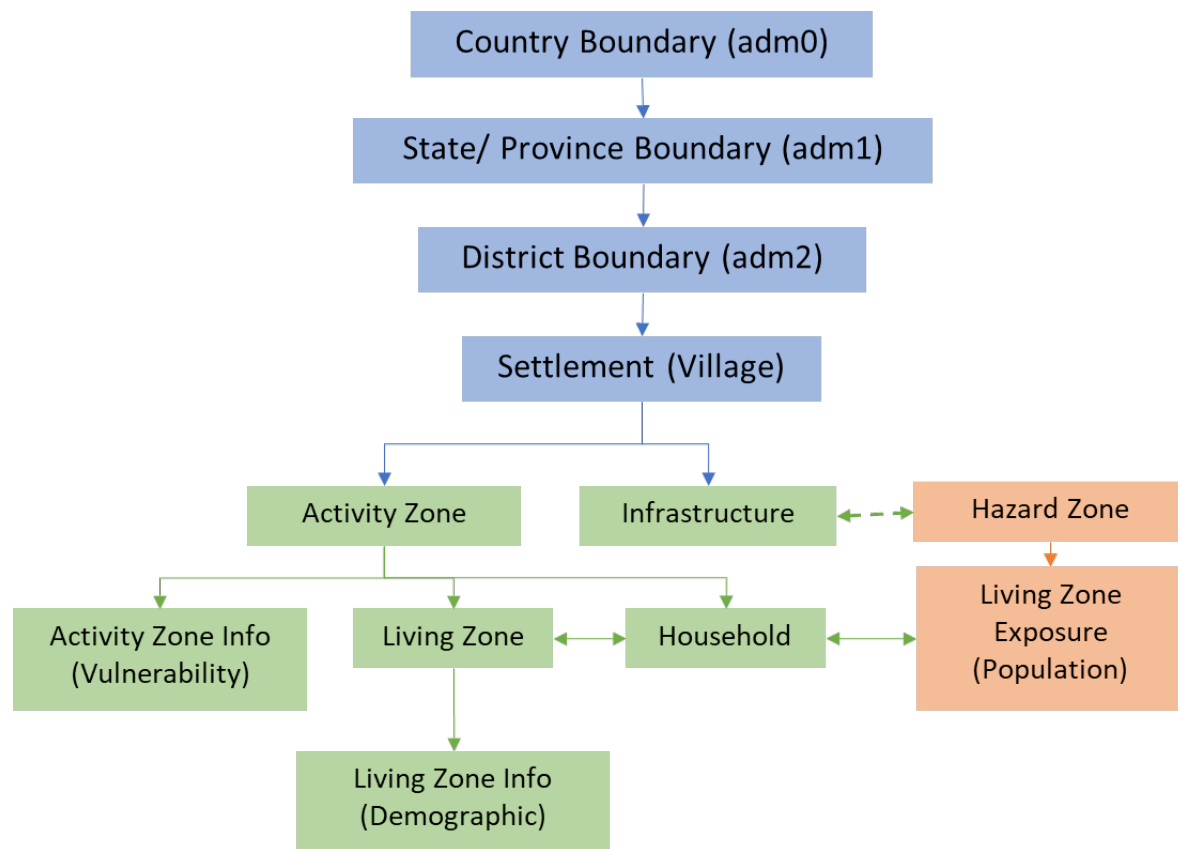 Country Boundary (adm0)
State/ Province Boundary (adm1)
District Boundary (adm2)
Settlement (Village)
Activity Zone
Infrastructure
Hazard Zone
Activity Zone Info
(Vulnerability)
Living Zone
Household
Living Zone
Exposure
(Population)
Living Zone Info
(Demographic)